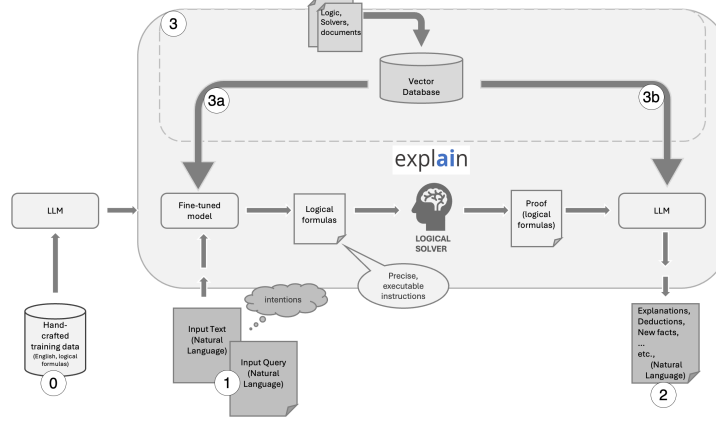 3
Logic,
Solvers,
documents
Vector
Database
3a
3b
explain
LLM
Fine-tuned
model
Logical
formulas
LOGICAL
SOLVER
Proof
(logical
formulas)
LLM
Precise,
executable
instructions
intentions
Hand-
crafted
training data
(English, logical
formulas)
0
Input Text
(Natural
Language)
Input Query
(Natural
Language)
1
Explanations,
Deductions,
New facts,
...
etc.,
(Natural
Language)
2